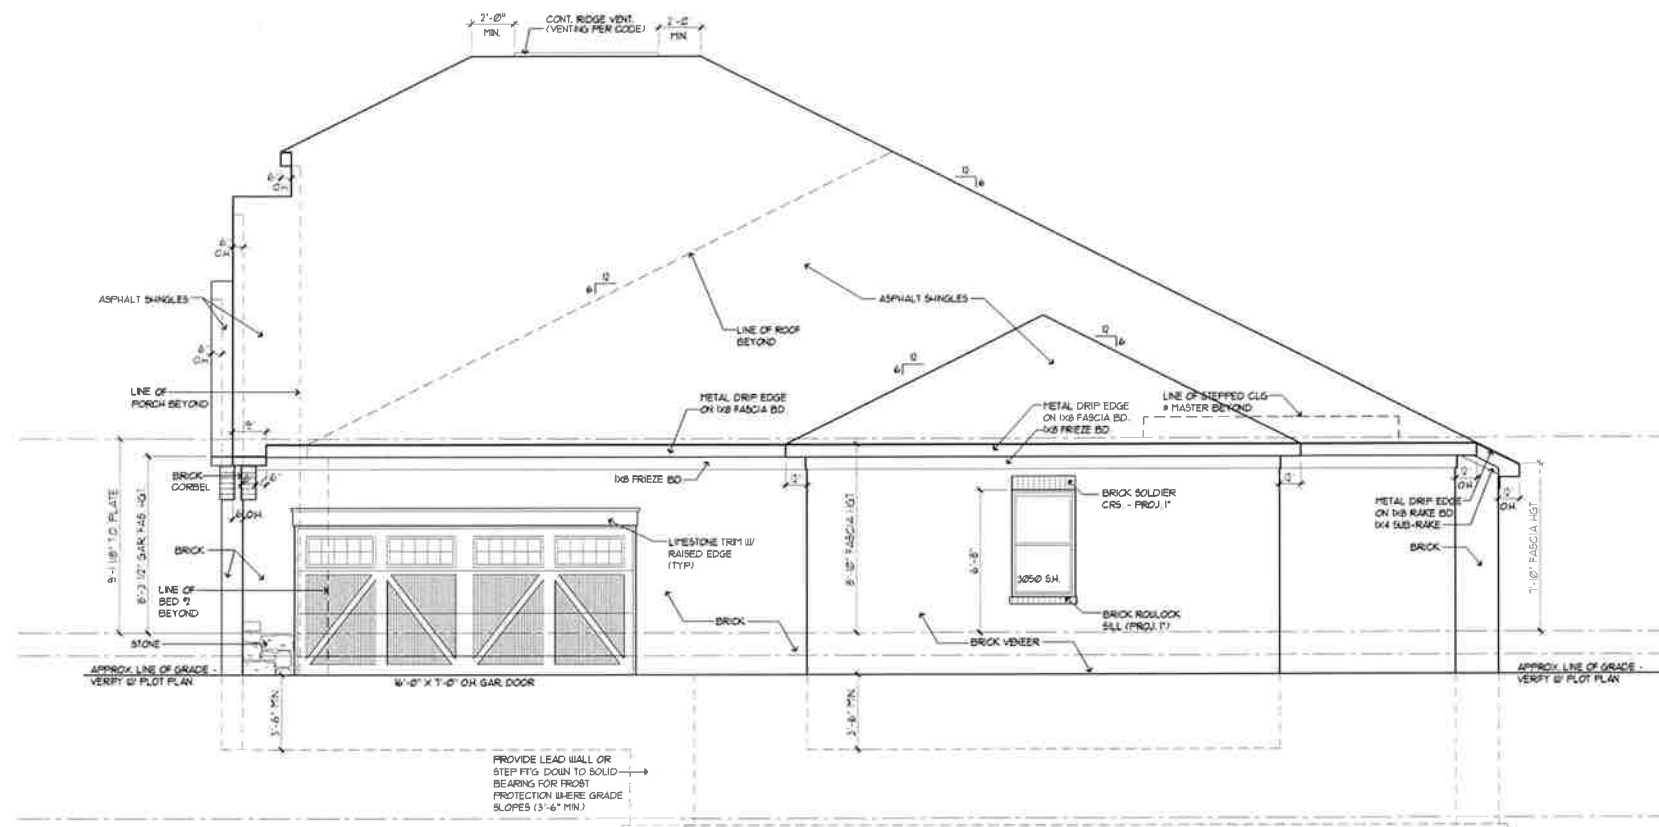 2'-0"
MIN.
CONT. RIDGE VENT.
(VENTING PER CODE)
2'-0"
MIN.
6"
O.H.
12
6
6"
O.H.
12
6
ASPHALT SHINGLES
ASPHALT SHINGLES
LINE OF ROOF
BEYOND
12
6
12
6
6"
O.H.
LINE OF
PORCH BEYOND
METAL DRIP EDGE
ON 1X8 FASCIA BD.
METAL DRIP EDGE
ON 1X8 FASCIA BD.
1X8 FRIEZE BD.
LINE OF STEPPED CLG
@ MASTER BEYOND
BRICK
CORBEL
1X8 FRIEZE BD.
12"
12"
12"
O.H.
12"
O.H.
METAL DRIP EDGE
ON 1X8 RAKE BD
1X4 SUB-RAKE
BRICK SOLDIER
CRS. - PROJ. 1"
9'-1 1/8" T.O. PLATE
8'-3 1/2" GAR. FAS. HGT.
8'-10" FASCIA HGT.
7'-10" FASCIA HGT.
6'-8"
6" O.H.
BRICK
LIMESTONE TRIM W/
RAISED EDGE
(TYP.)
BRICK
3050 S.H.
LINE OF
BED #2
BEYOND
BRICK
BRICK ROWLOCK
SILL (PROJ. 1")
BRICK VENEER
STONE
APPROX. LINE OF GRADE -
VERIFY W/ PLOT PLAN
16'-0" X 7'-0" O.H. GAR. DOOR
APPROX. LINE OF GRADE -
VERIFY W/ PLOT PLAN
3'-6" MIN.
3'-6" MIN.
PROVIDE LEAD WALL OR
STEP FT'G DOWN TO SOLID
BEARING FOR FROST
PROTECTION WHERE GRADE
SLOPES (3'-6" MIN.)